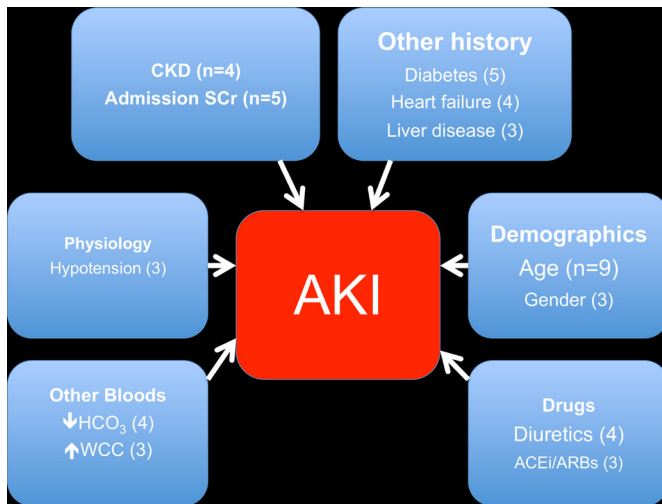 CKD (n=4)
Admission SCr (n=5)
Other history
Diabetes (5)
Heart failure (4)
Liver disease (3)
Physiology
Hypotension (3)
AKI
Demographics
Age (n=9)
Gender (3)
Other Bloods
↓HCO₃ (4)
↑WCC (3)
Drugs
Diuretics (4)
ACEi/ARBs (3)